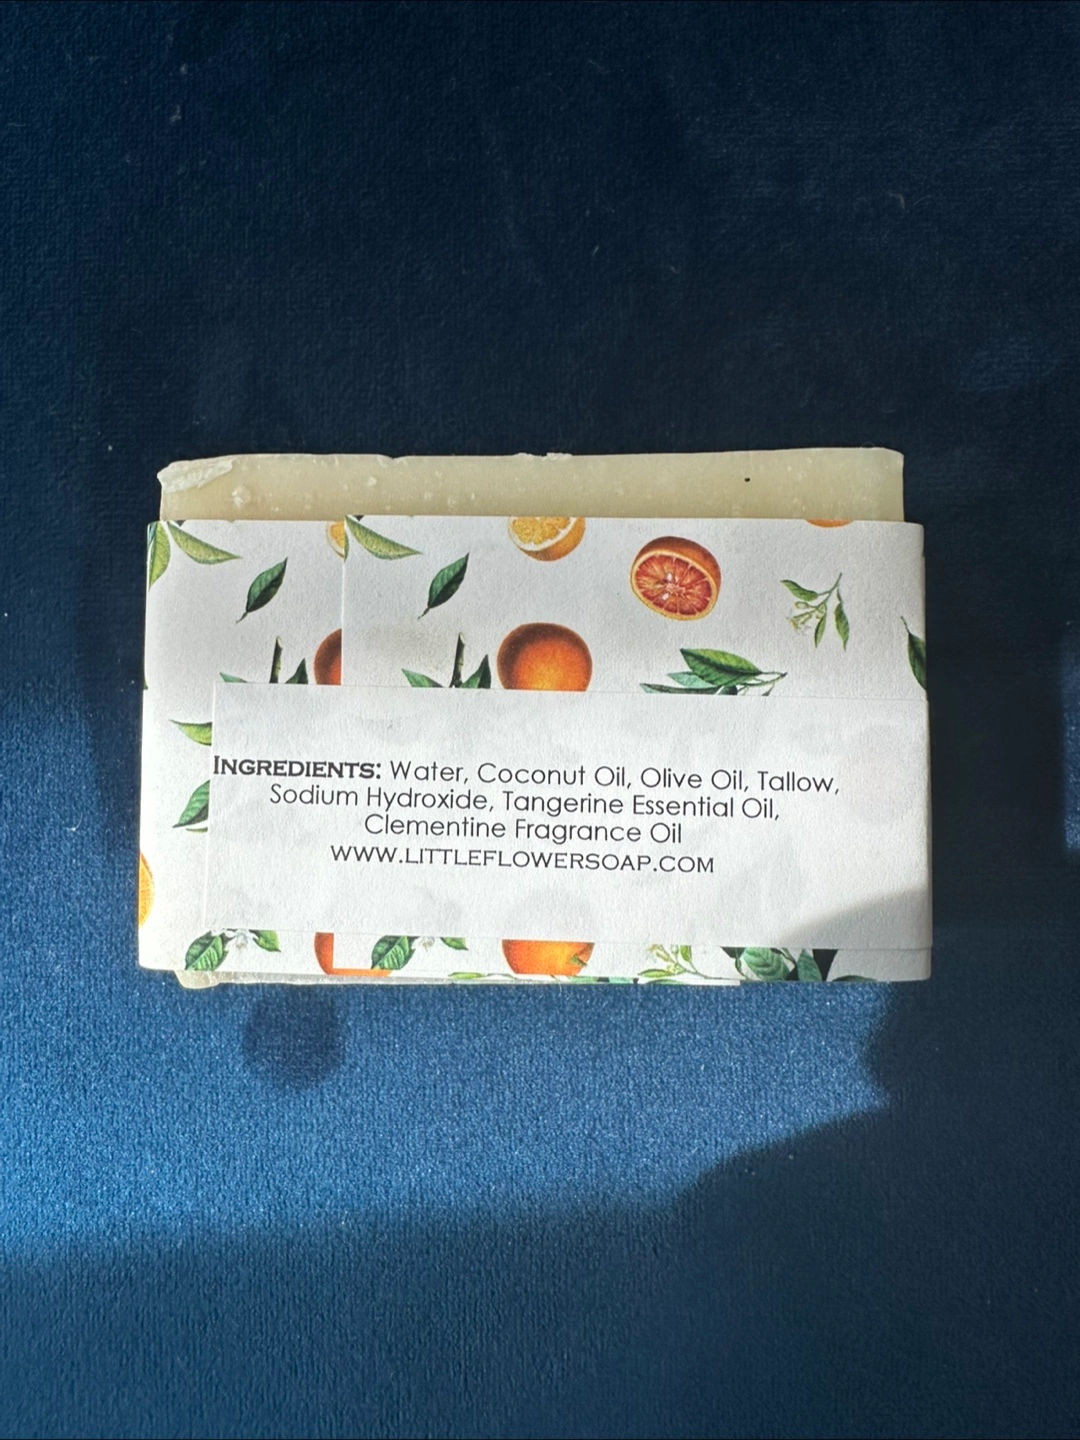 INGREDIENTS: Water, Coconut Oil, Olive Oil, Tallow,
Sodium Hydroxide, Tangerine Essential Oil,
Clementine Fragrance Oil
WWW.LITTLEFLOWERSOAP.COM